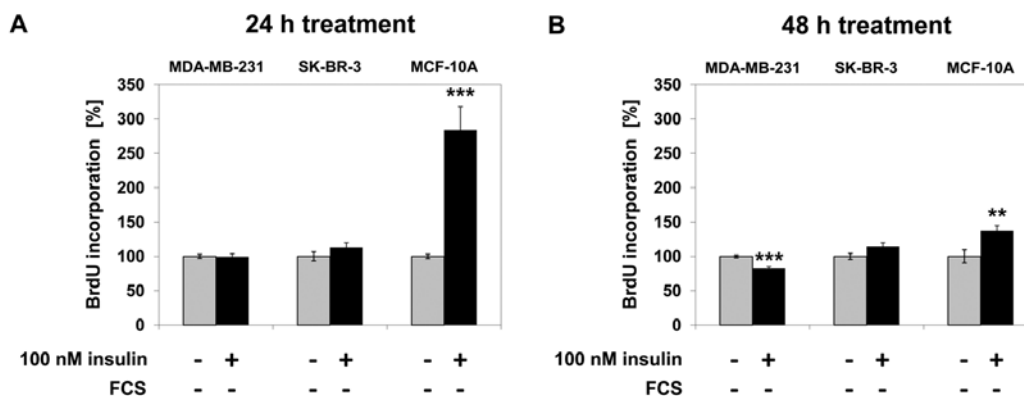 A 24 h treatment
MDA-MB-231 SK-BR-3 MCF-10A
BrdU incorporation [%]
350
300
250
200
150
100
50
0
***
100 nM insulin - + - + - +
FCS - - - - - -
B 48 h treatment
MDA-MB-231 SK-BR-3 MCF-10A
BrdU incorporation [%]
350
300
250
200
150
100
50
0
***
**
100 nM insulin - + - + - +
FCS - - - - - -